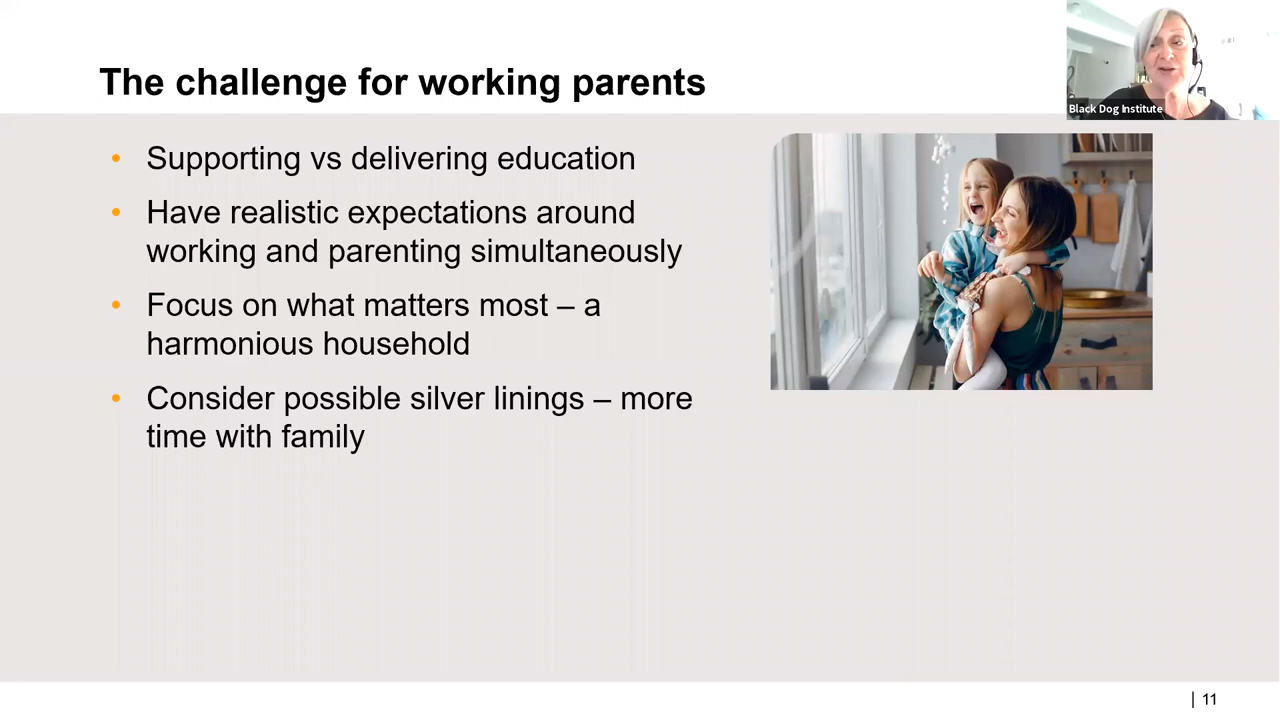 The challenge for working parents
Black Dog Institute
• Supporting vs delivering education
• Have realistic expectations around
working and parenting simultaneously
• Focus on what matters most – a
harmonious household
• Consider possible silver linings – more
time with family
| 11